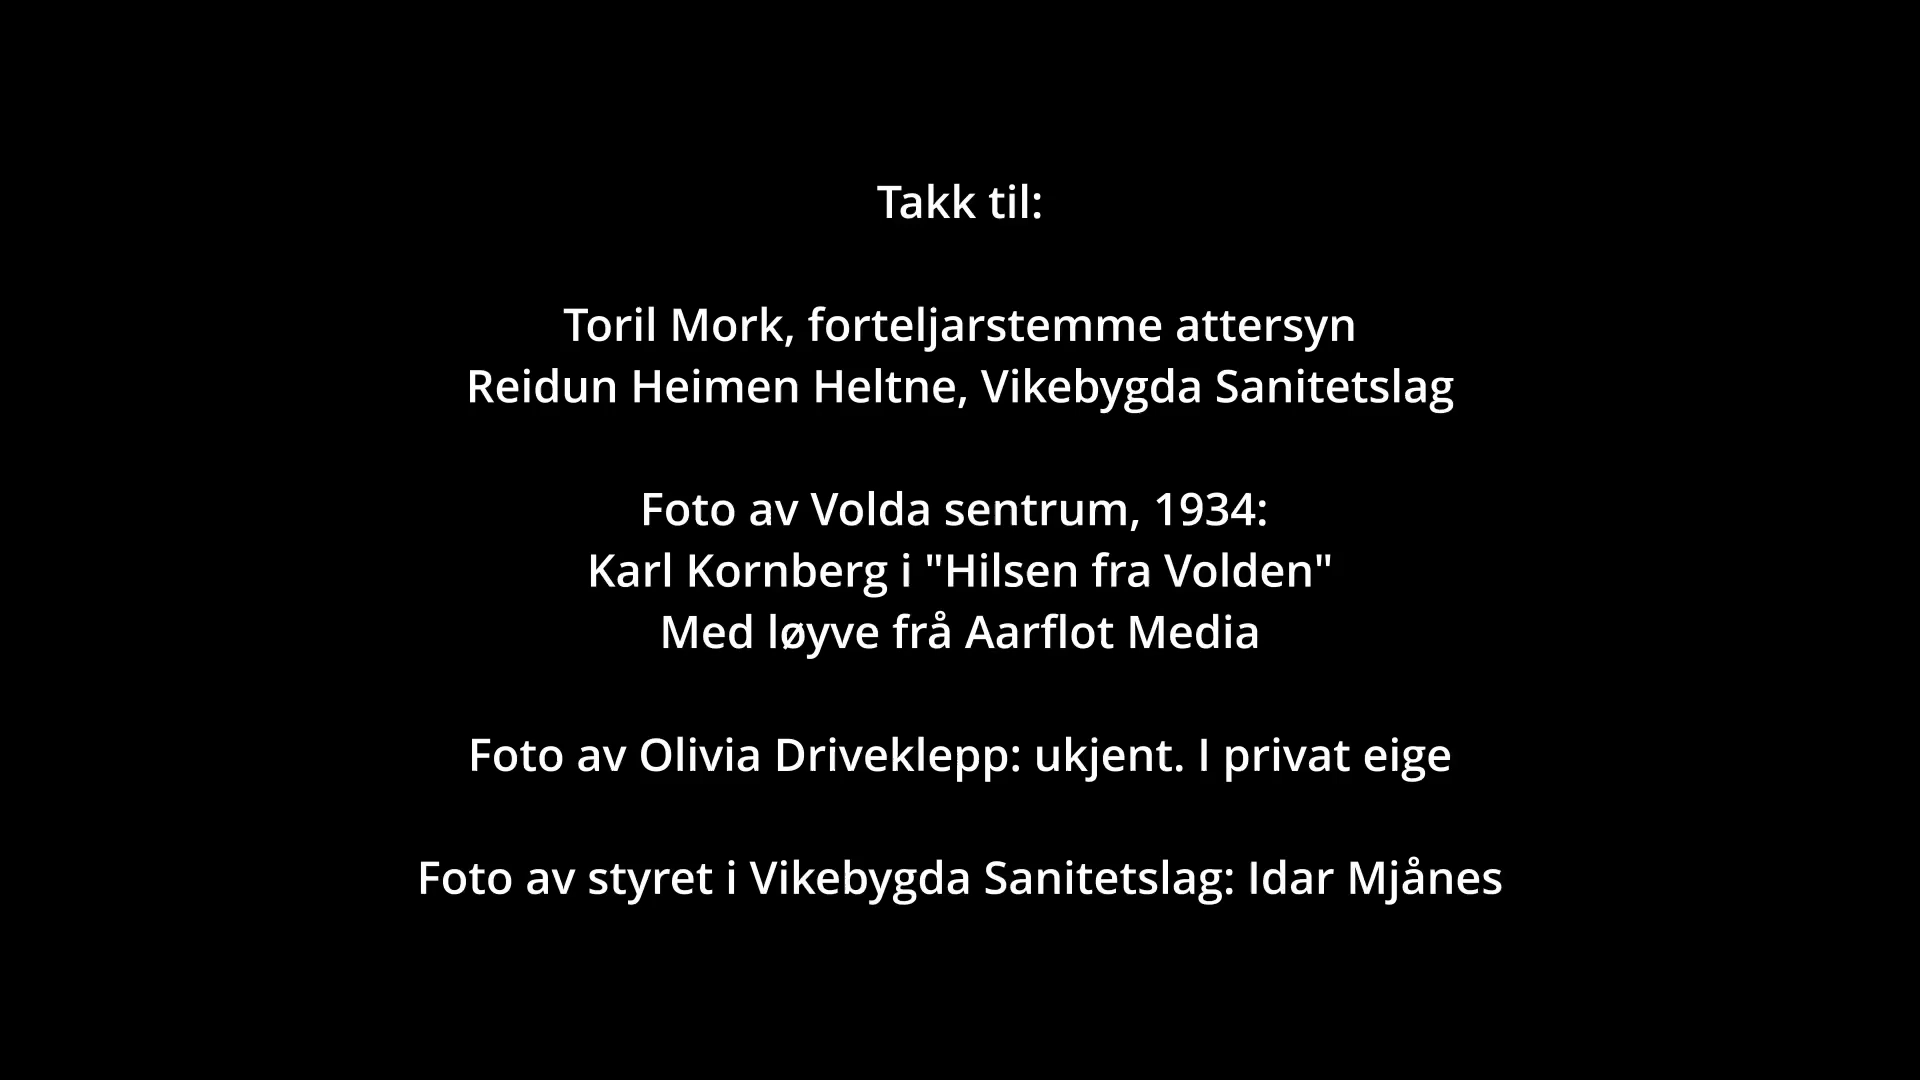 Takk til:
Toril Mork, forteljarstemme attersyn
Reidun Heimen Heltne, Vikebygda Sanitetslag
Foto av Volda sentrum, 1934:
Karl Kornberg i "Hilsen fra Volden"
Med løyve frå Aarflot Media
Foto av Olivia Driveklepp: ukjent. I privat eige
Foto av styret i Vikebygda Sanitetslag: Idar Mjånes